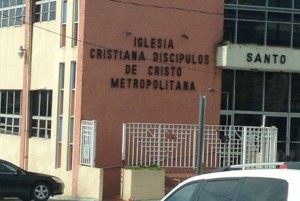 IGLESIA
CRISTIANA DISCIPULOS
DE CRISTO
METROPOLITANA
SANTO